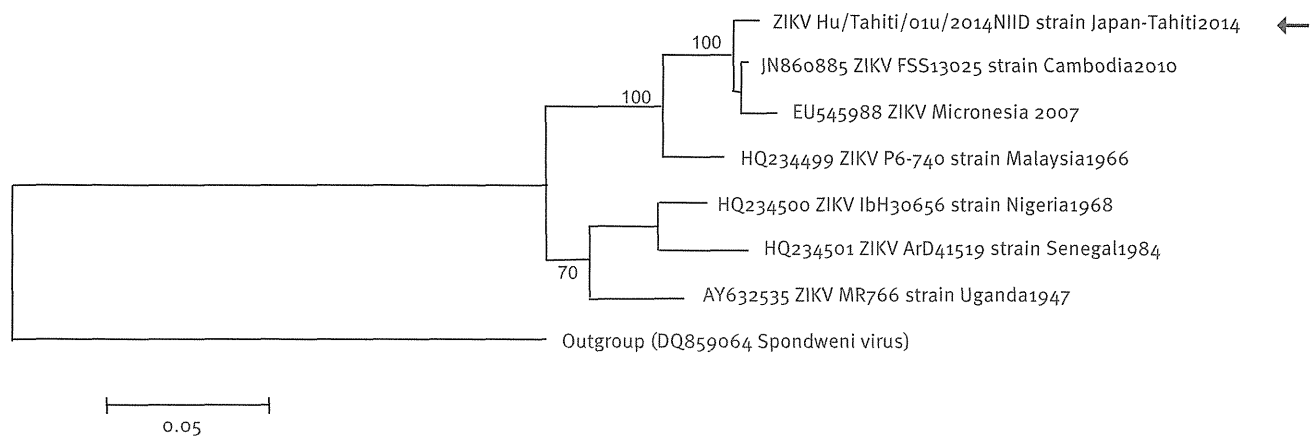 ZIKV Hu/Tahiti/01u/2014NIID strain Japan-Tahiti2014
100
JN860885 ZIKV FSS13025 strain Cambodia2010
100
EU545988 ZIKV Micronesia 2007
HQ234499 ZIKV P6-740 strain Malaysia1966
HQ234500 ZIKV IbH30656 strain Nigeria1968
HQ234501 ZIKV ArD41519 strain Senegal1984
70
AY632535 ZIKV MR766 strain Uganda1947
Outgroup (DQ859064 Spondweni virus)
0.05